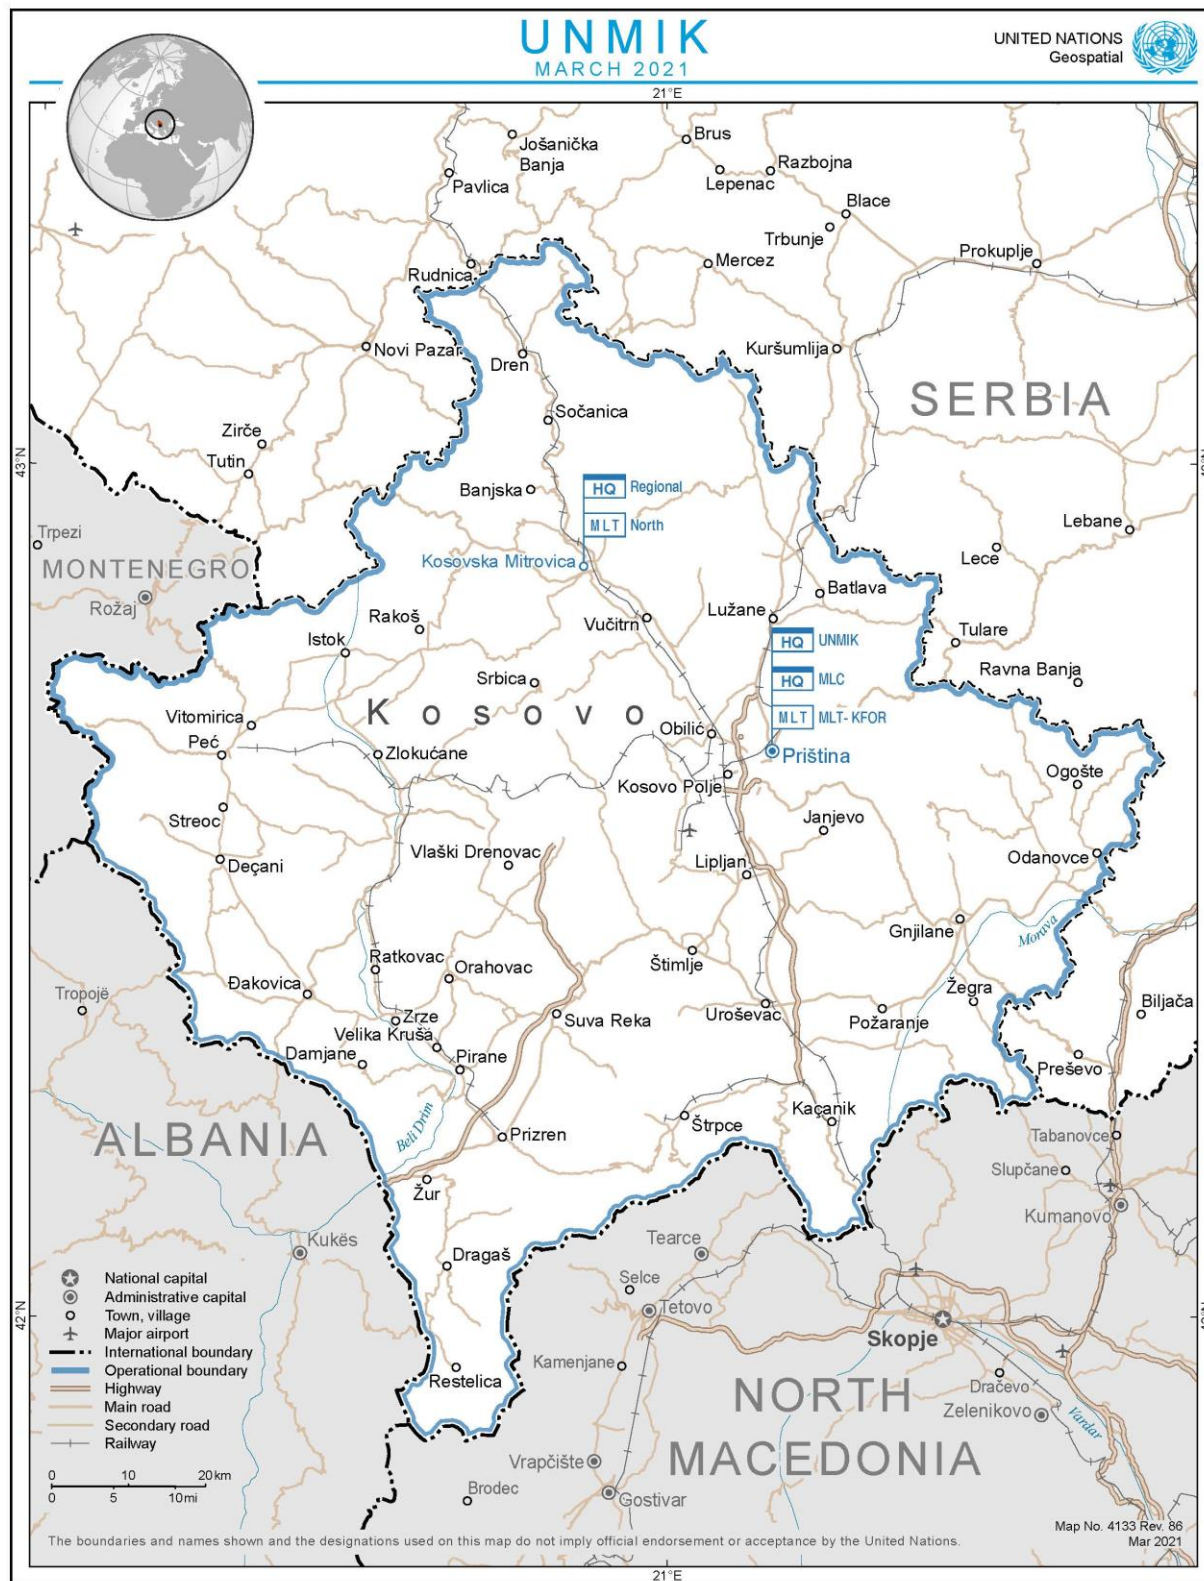 UNMIK
MARCH 2021
UNITED NATIONS
Geospatial
21°E
Brus
Jošanička
Banja
Razbojna
Lepenac
Pavlica
Blace
Trbunje
Prokuplje
Mercez
Rudnica
Novi Pazar
Kuršumlija
Dren
SERBIA
Sočanica
Zirče
Tutin
43°N
Banjska
HQ Regional
MLT North
Lebane
Trpezi
Lece
MONTENEGRO
Kosovska Mitrovica
Rožaj
Batlava
Rakoš
Vučitrn
Lužane
Istok
Tulare
HQ UNMIK
Ravna Banja
Srbica
HQ MLC
Kosovo
Vitomirica
MLT MLT-KFOR
Obilić
Peć
Zlokućane
Priština
Kosovo Polje
Ogošte
Streoc
Janjevo
Vlaški Drenovac
Deçani
Lipljan
Odanovce
Gnjilane
Morava
Ratkovac
Orahovac
Štimlje
Đakovica
Tropojë
Žegra
Zrze
Suva Reka
Uroševac
Požaranje
Biljača
Velika Kruša
Damjane
Pirane
Preševo
Kaçanik
Beli Drim
Štrpce
ALBANIA
Prizren
Tabanovce
Slupčane
Žur
Kumanovo
Kukës
Tearce
Dragaš
Selce
Tetovo
42°N
Skopje
Restelica
Kamenjane
Dračevo
NORTH
MACEDONIA
Zelenikovo
Vardar
Vrapčište
Brodec
Gostivar
National capital
Administrative capital
Town, village
Major airport
International boundary
Operational boundary
Highway
Main road
Secondary road
Railway
0 10 20 km
0 5 10 mi
The boundaries and names shown and the designations used on this map do not imply official endorsement or acceptance by the United Nations.
Map No. 4133 Rev. 86
Mar 2021
21°E